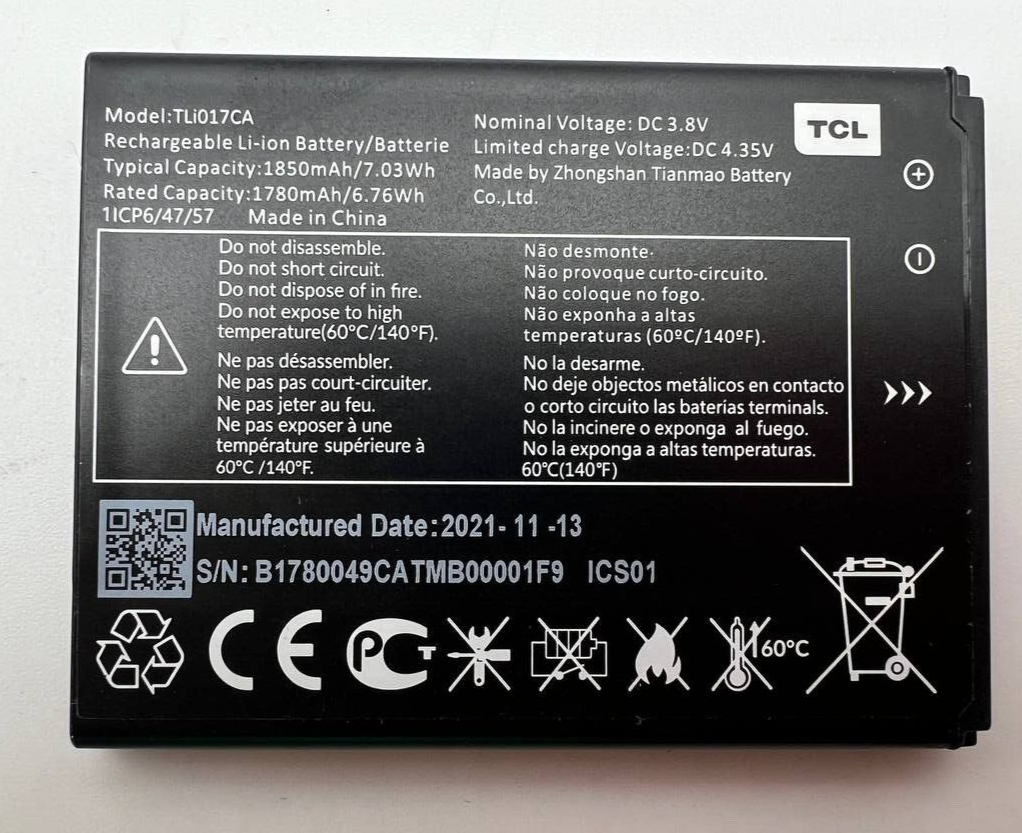 Model:TLi017CA
Rechargeable Li-ion Battery/Batterie
Typical Capacity:1850mAh/7.03Wh
Rated Capacity:1780mAh/6.76Wh
1ICP6/47/57 Made in China
Nominal Voltage: DC 3.8V
Limited charge Voltage:DC 4.35V
Made by Zhongshan Tianmao Battery
Co.,Ltd.
TCL
Do not disassemble.
Do not short circuit.
Do not dispose of in fire.
Do not expose to high
temperature(60°C/140°F).
Ne pas désassembler.
Ne pas pas court-circuiter.
Ne pas jeter au feu.
Ne pas exposer à une
température supérieure à
60°C /140°F.
Não desmonte.
Não provoque curto-circuito.
Não coloque no fogo.
Não exponha a altas
temperaturas (60ºC/140ºF).
No la desarme.
No deje objectos metálicos en contacto
o corto circuito las baterías terminals.
No la incinere o exponga al fuego.
No la exponga a altas temperaturas.
60°C(140°F)
Manufactured Date:2021- 11 -13
S/N: B1780049CATMB00001F9 ICS01
CE PCT 60°C